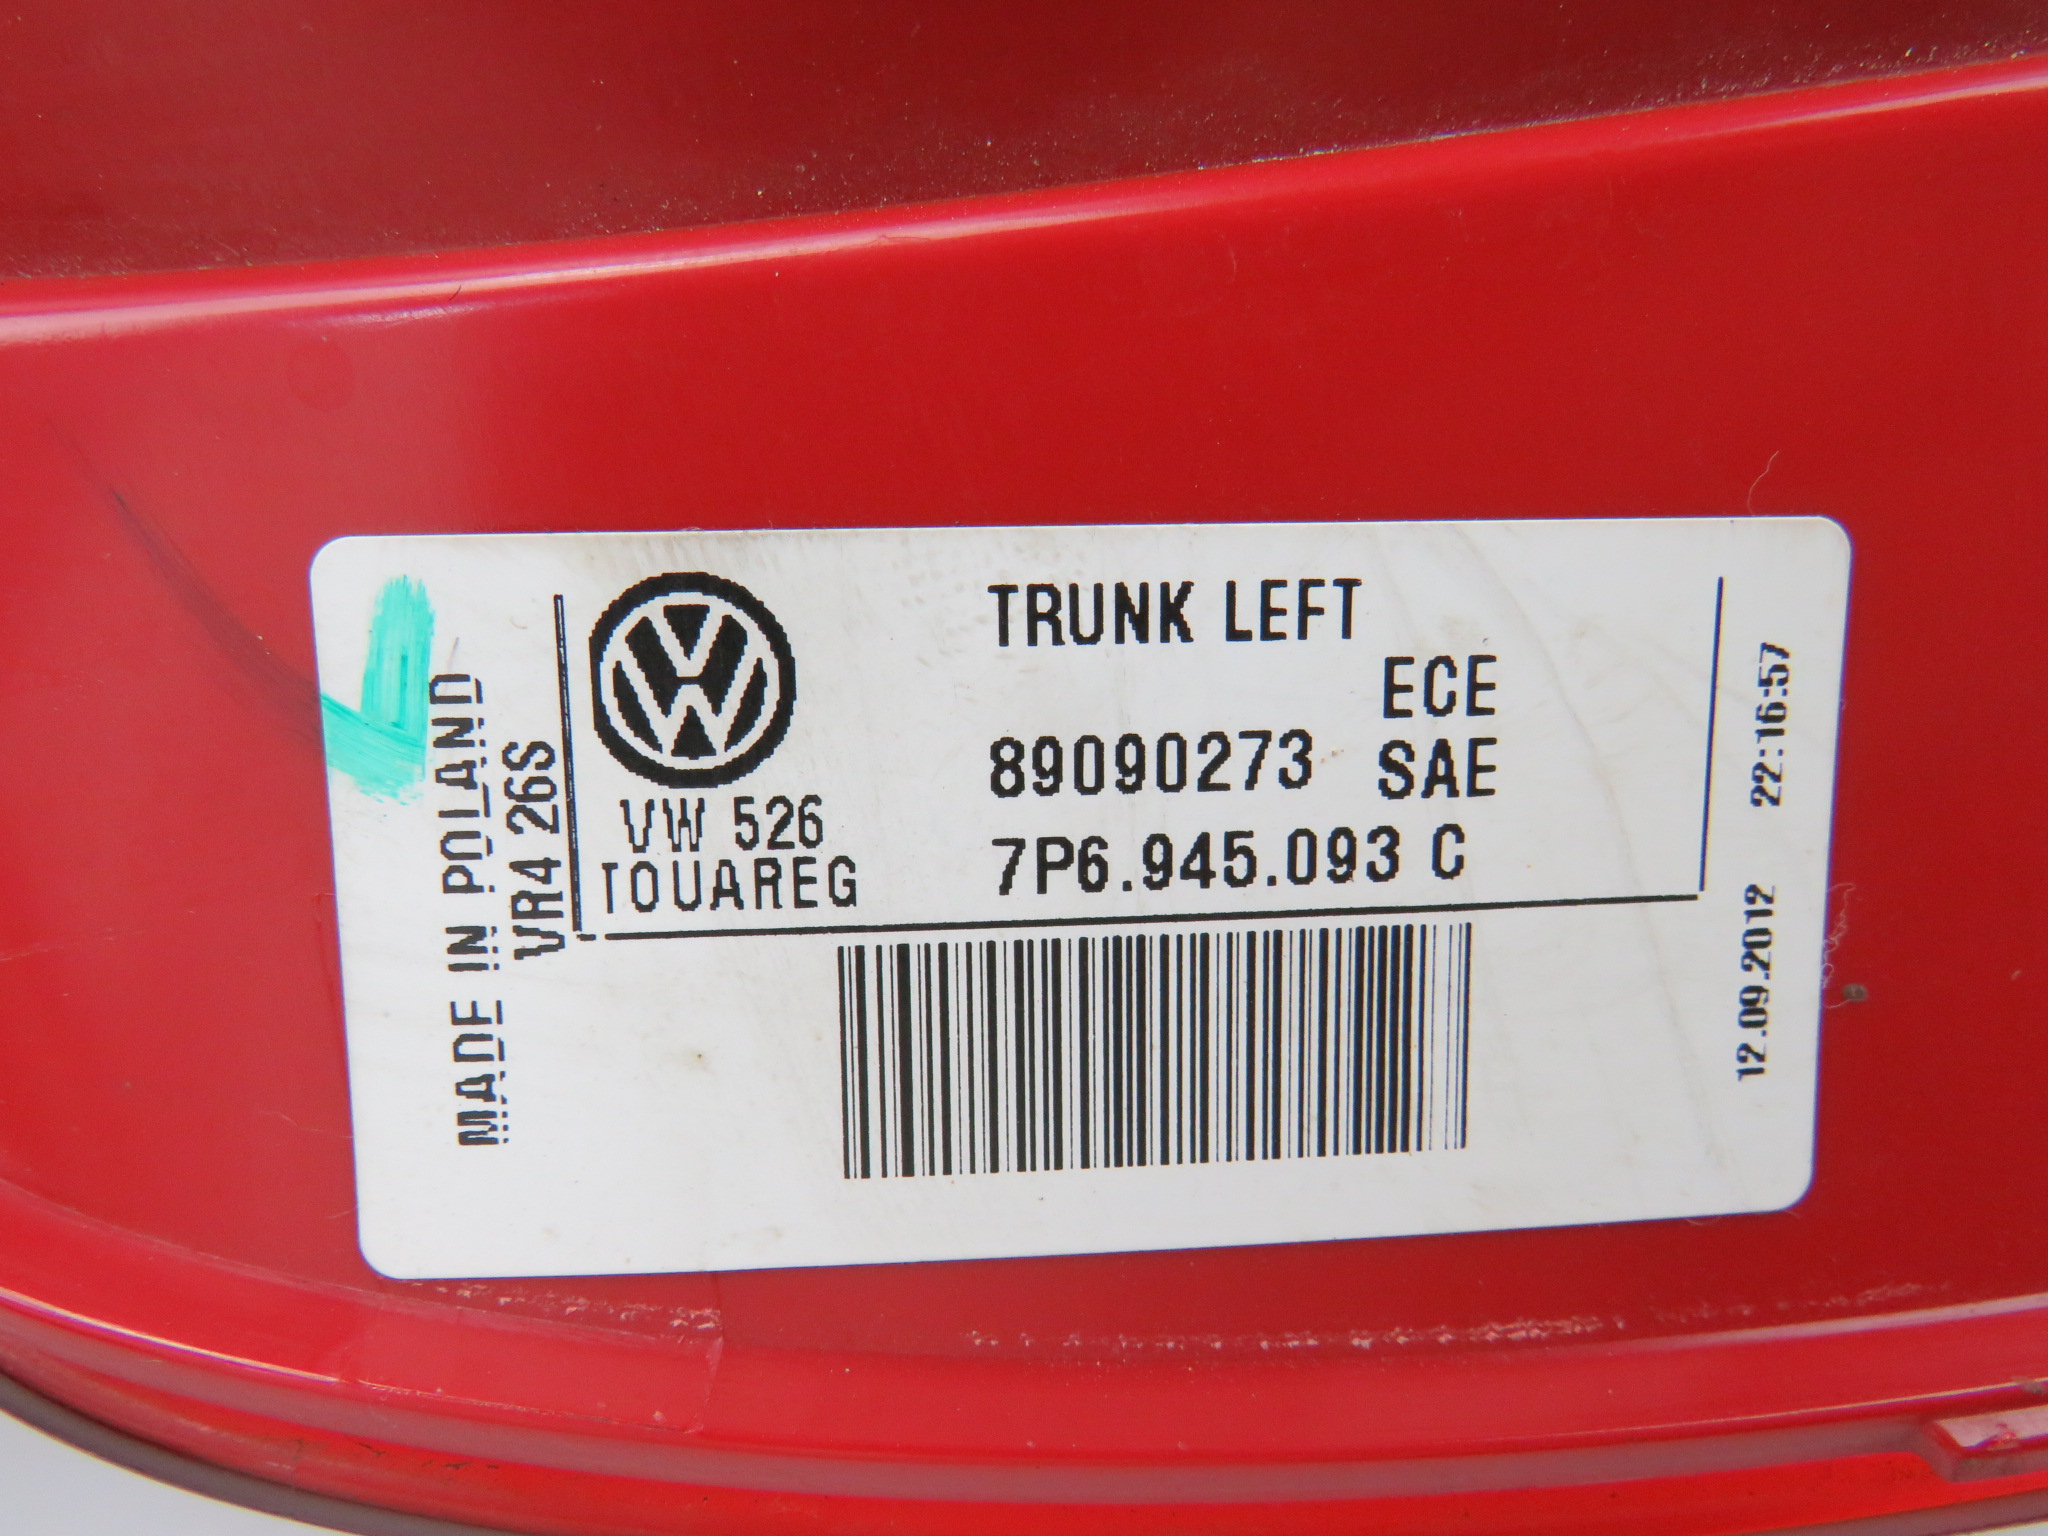 MADE IN POLAND
VR4 26S
VW 526
TOUAREG
TRUNK LEFT
ECE
89090273 SAE
7P6.945.093 C
12.09.2012 22:16:57